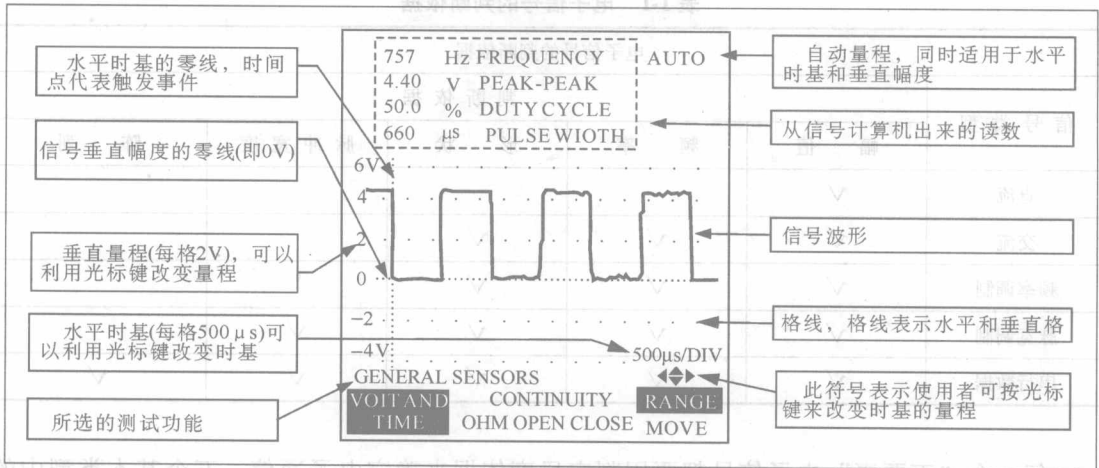 水平时基的零线，时间
点代表触发事件
信号垂直幅度的零线(即0V)
垂直量程(每格2V)，可以
利用光标键改变量程
水平时基(每格500μs)可
以利用光标键改变时基
所选的测试功能
757 Hz FREQUENCY AUTO
4.40 V PEAK-PEAK
50.0 % DUTY CYCLE
660 μs PULSE WIOTH
6V
4
2
0
-2
-4V
500μs/DIV
GENERAL SENSORS
VOIT AND CONTINUITY RANGE
TIME OHM OPEN CLOSE MOVE
自动量程，同时适用于水平
时基和垂直幅度
从信号计算机出来的读数
信号波形
格线，格线表示水平和垂直格
此符号表示使用者可按光标
键来改变时基的量程